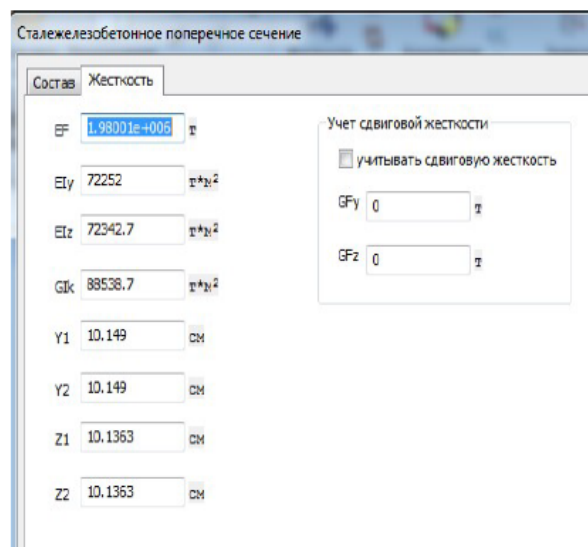 Сталежелезобетонное поперечное сечение
Состав Жесткость
EF 1.98001e+006 т
EIy 72252 т*м²
EIz 72342.7 т*м²
GIk 88538.7 т*м²
Y1 10.149 см
Y2 10.149 см
Z1 10.1363 см
Z2 10.1363 см
Учет сдвиговой жесткости
учитывать сдвиговую жесткость
GFy 0 т
GFz 0 т